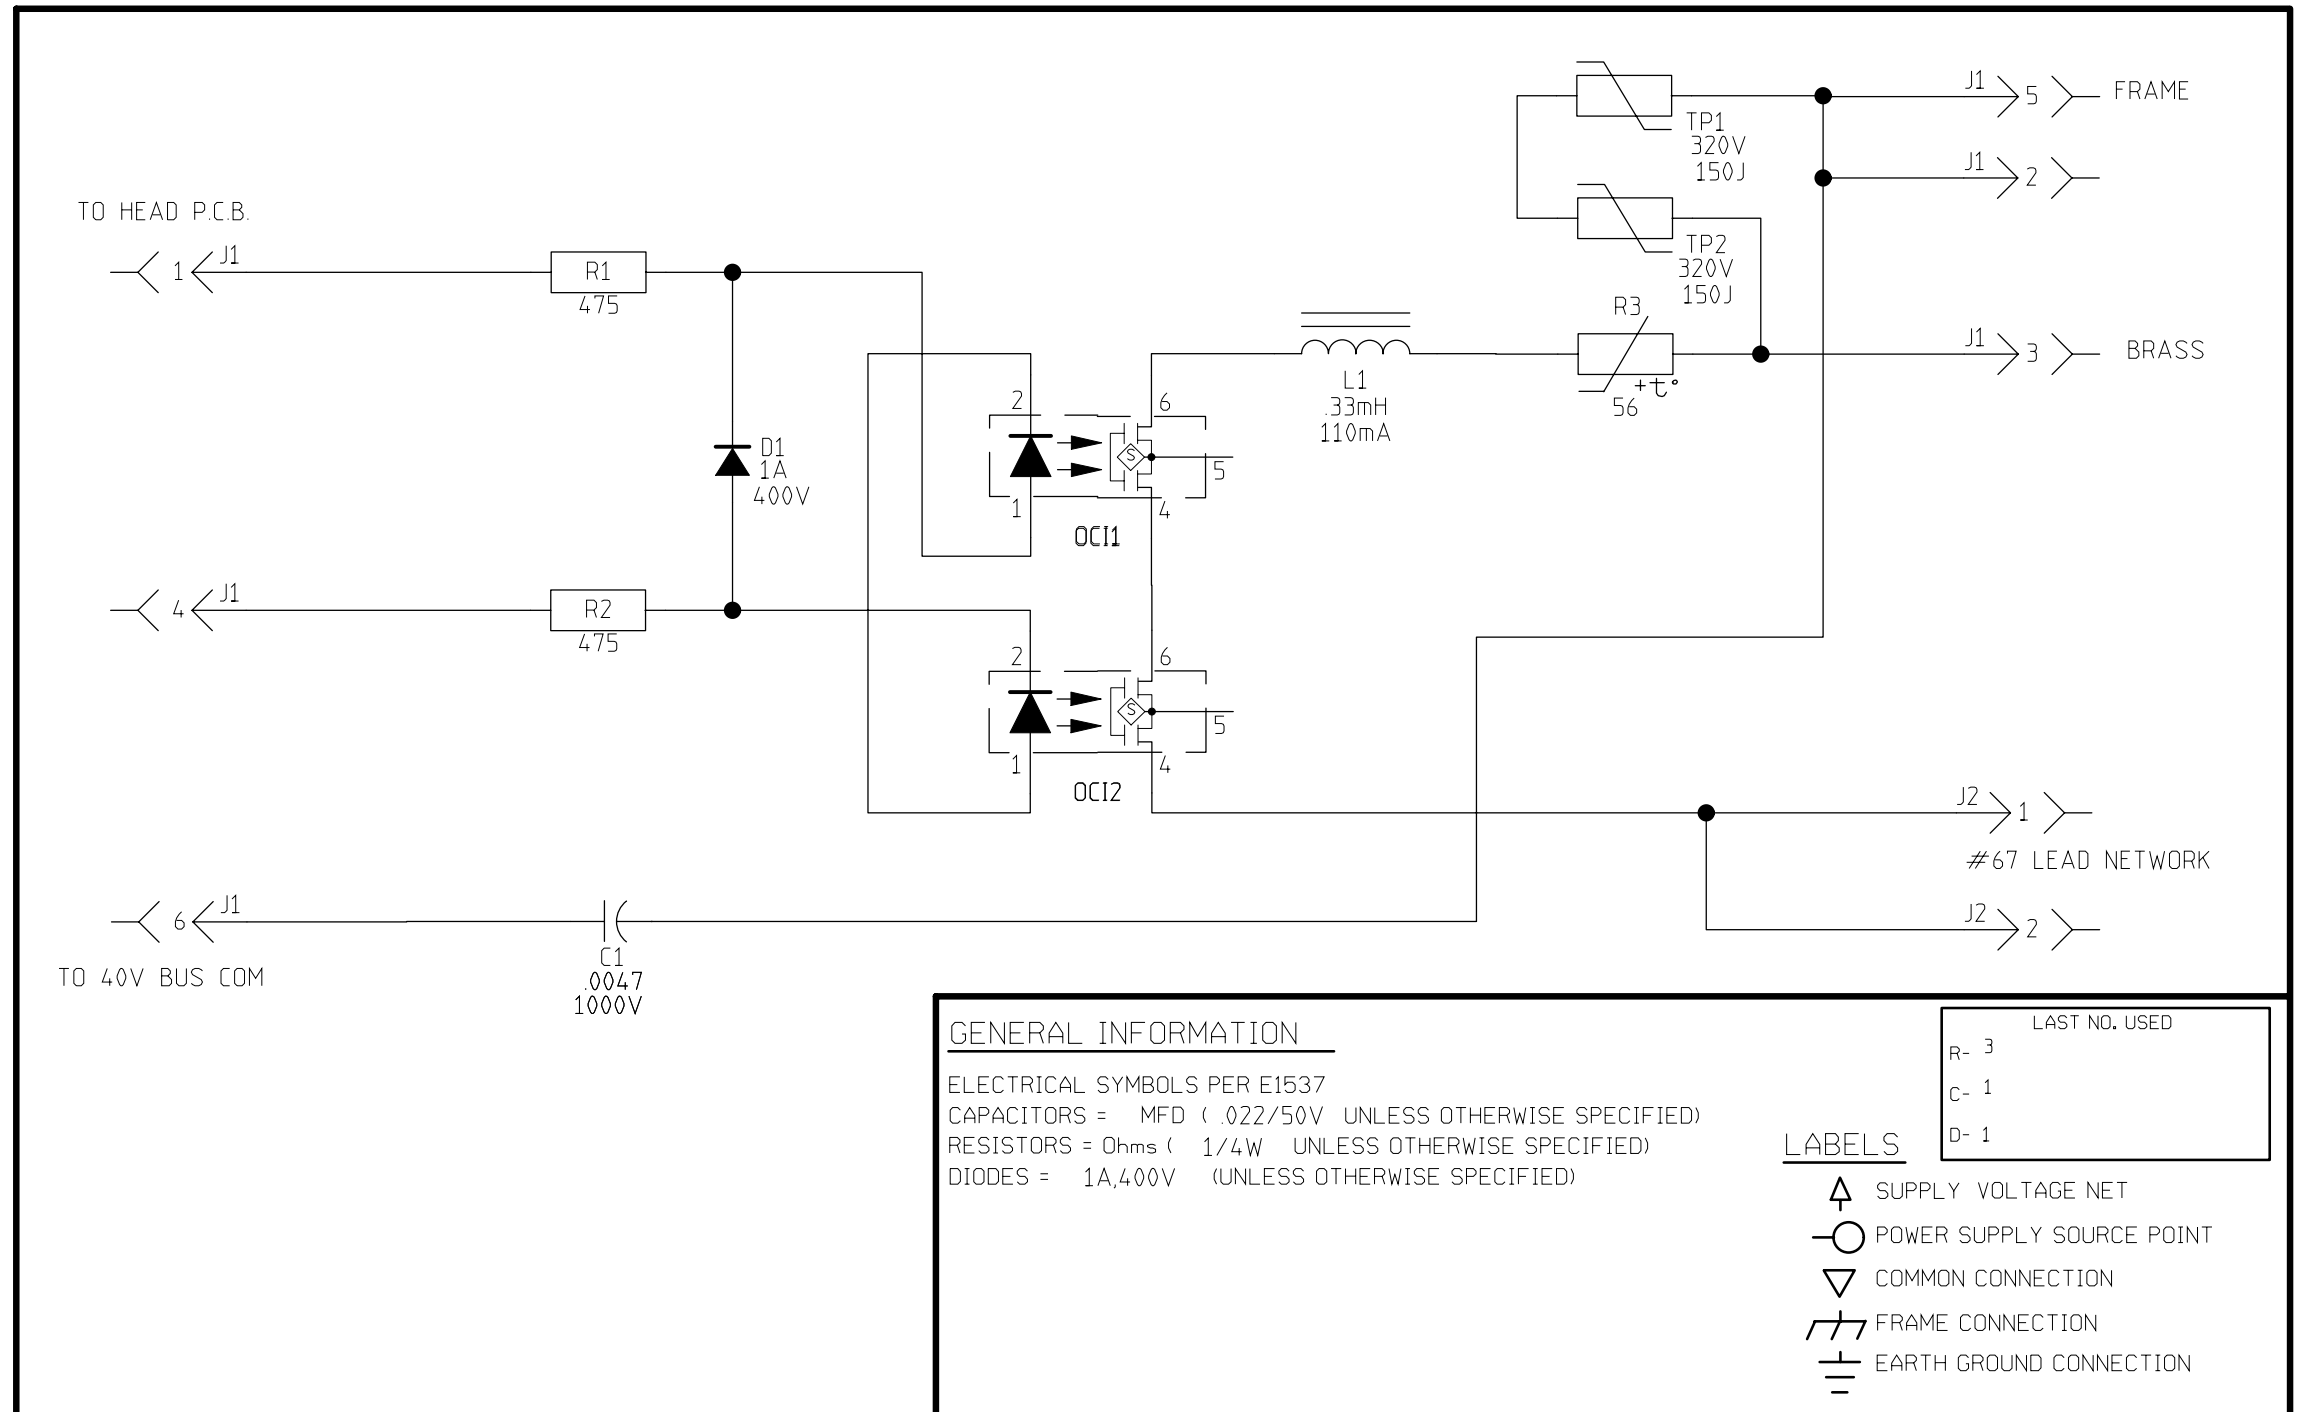 J1
5
FRAME
TP1
320V
150J
J1
2
TO HEAD P.C.B.
1
J1
R1
475
TP2
320V
150J
R3
+t°
56
J1
3
BRASS
L1
.33mH
110mA
D1
1A
400V
2
6
S
5
1
4
OCI1
4
J1
R2
475
2
6
S
5
1
4
OCI2
J2
1
#67 LEAD NETWORK
J2
2
6
J1
TO 40V BUS COM
C1
.0047
1000V
GENERAL INFORMATION
ELECTRICAL SYMBOLS PER E1537
CAPACITORS = MFD ( .022/50V UNLESS OTHERWISE SPECIFIED)
RESISTORS = Ohms ( 1/4W UNLESS OTHERWISE SPECIFIED)
DIODES = 1A,400V (UNLESS OTHERWISE SPECIFIED)
LAST NO. USED
R- 3
C- 1
D- 1
LABELS
SUPPLY VOLTAGE NET
POWER SUPPLY SOURCE POINT
COMMON CONNECTION
FRAME CONNECTION
EARTH GROUND CONNECTION